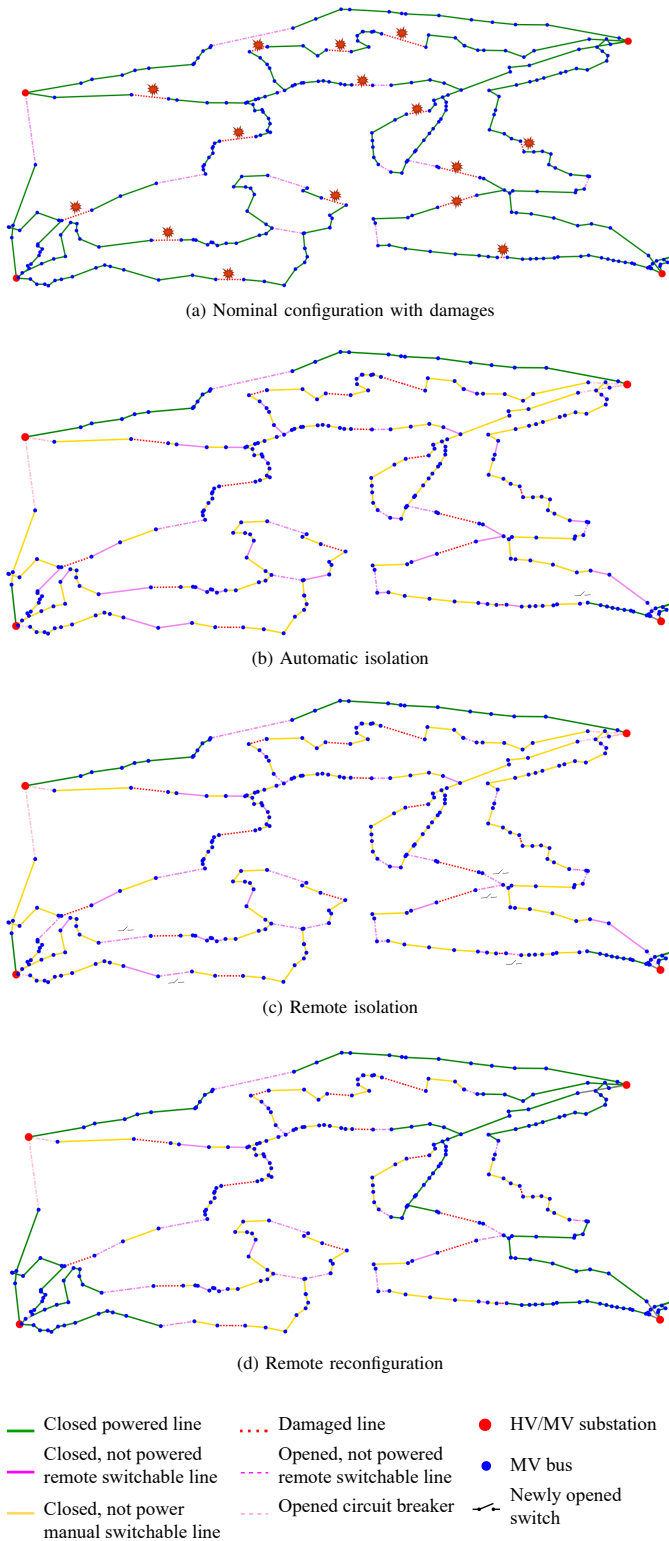 (a) Nominal configuration with damages
(b) Automatic isolation
(c) Remote isolation
(d) Remote reconfiguration
Closed powered line
Damaged line
HV/MV substation
Closed, not powered
remote switchable line
Opened, not powered
remote switchable line
MV bus
Closed, not power
manual switchable line
Opened circuit breaker
Newly opened
switch